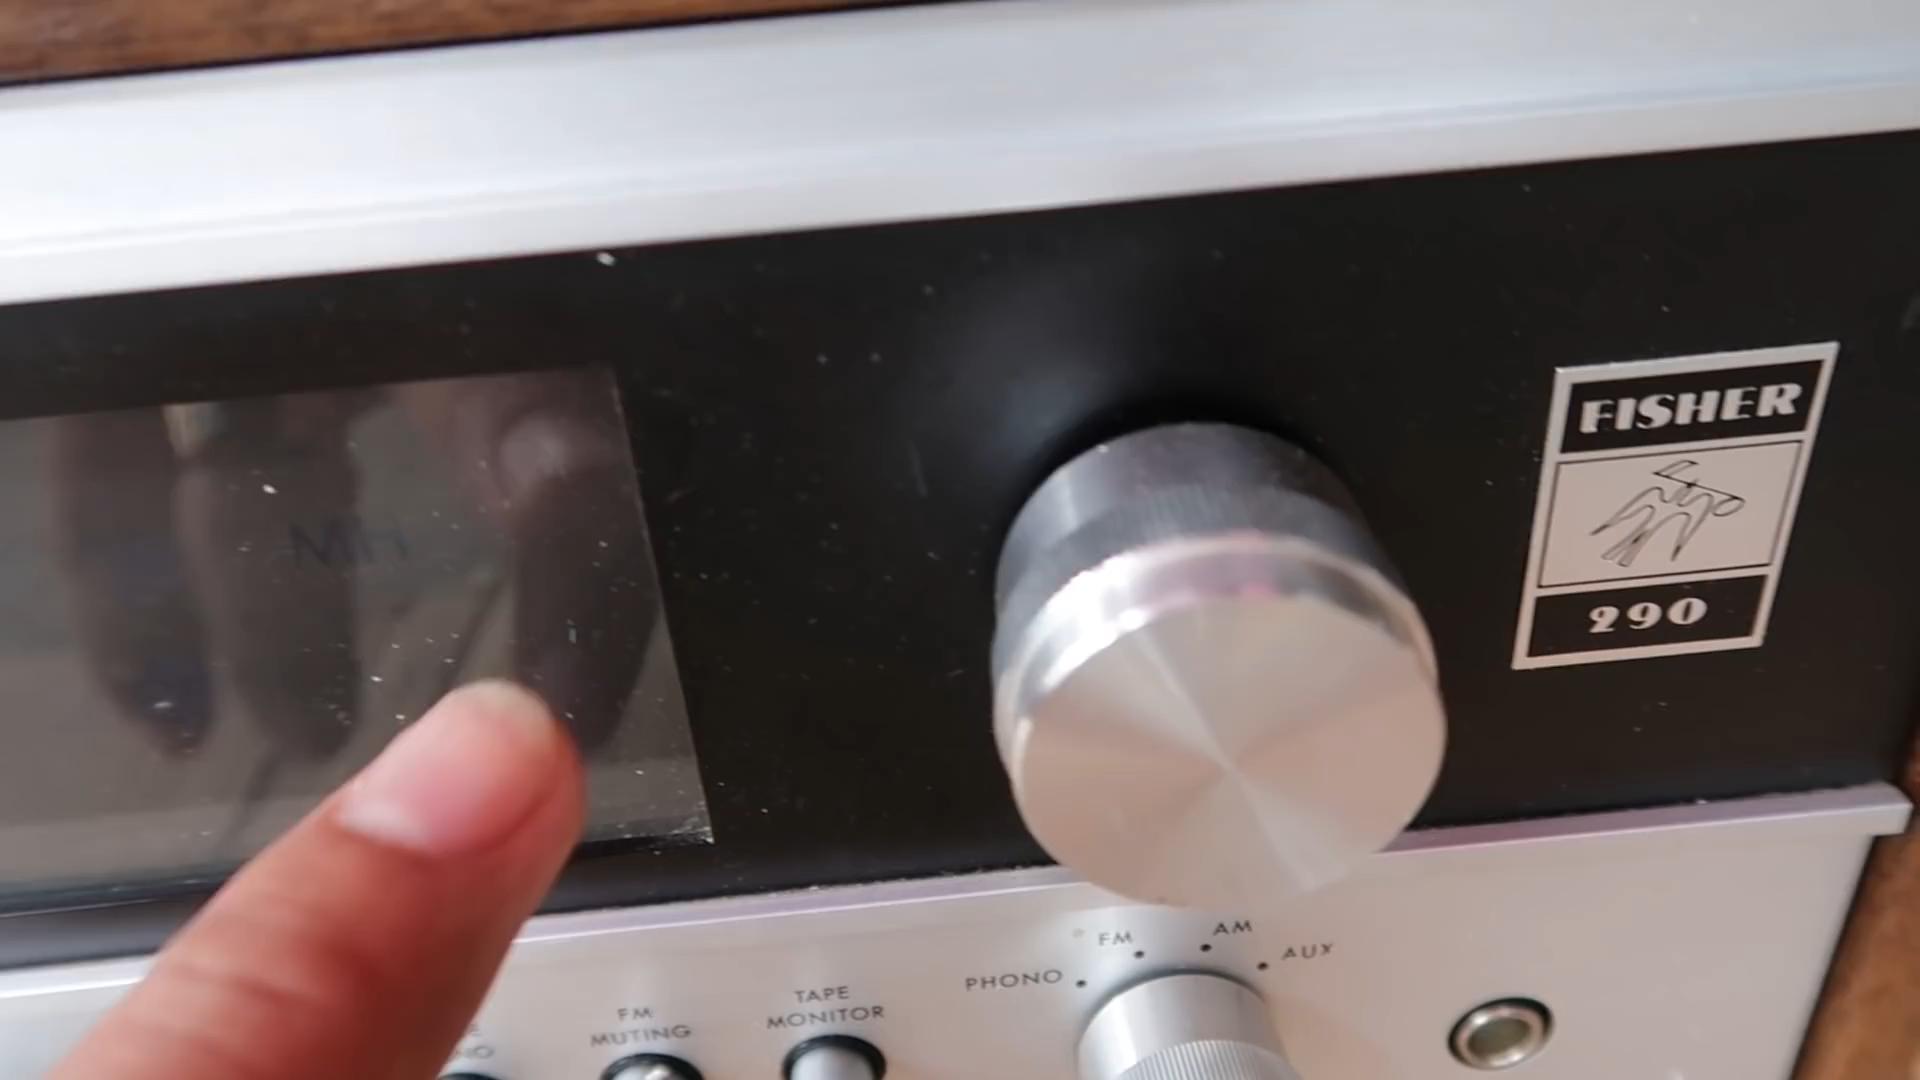 FISHER
290
FM
AM
PHONO
AUX
TAPE
MONITOR
FM
MUTING